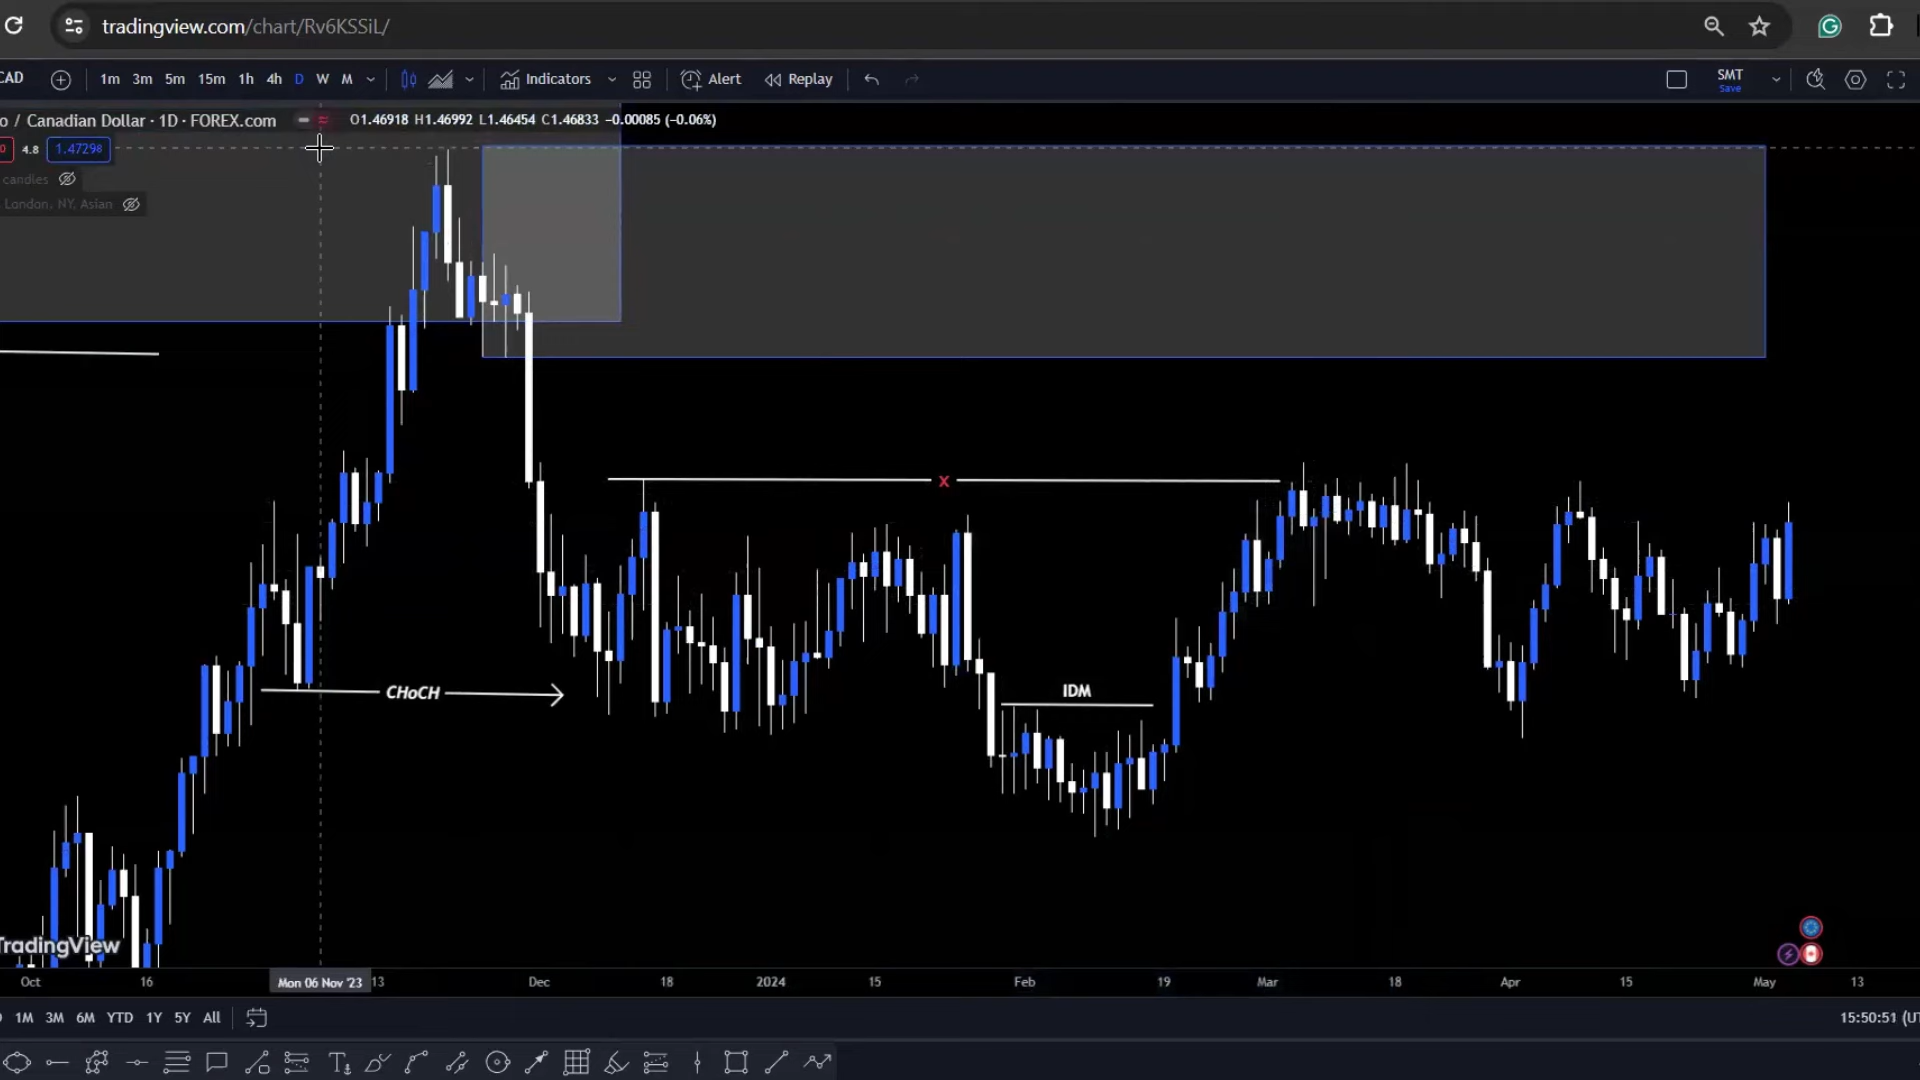 tradingview.com/chart/Rv6KSSiL/
CAD 1m 3m 5m 15m 1h 4h D W M Indicators Alert Replay SMT
Save
o / Canadian Dollar · 1D · FOREX.com O1.46918 H1.46992 L1.46454 C1.46833 −0.00085 (−0.06%)
0 4.8 1.47298
candles
London, NY, Asian
x
CHoCH
IDM
TradingView
Oct 16 Mon 06 Nov '23 13 Dec 18 2024 15 Feb 19 Mar 18 Apr 15 May 13
1M 3M 6M YTD 1Y 5Y All 15:50:51 (UT